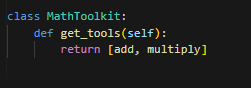 class MathToolkit:
    def get_tools(self):
        return [add, multiply]